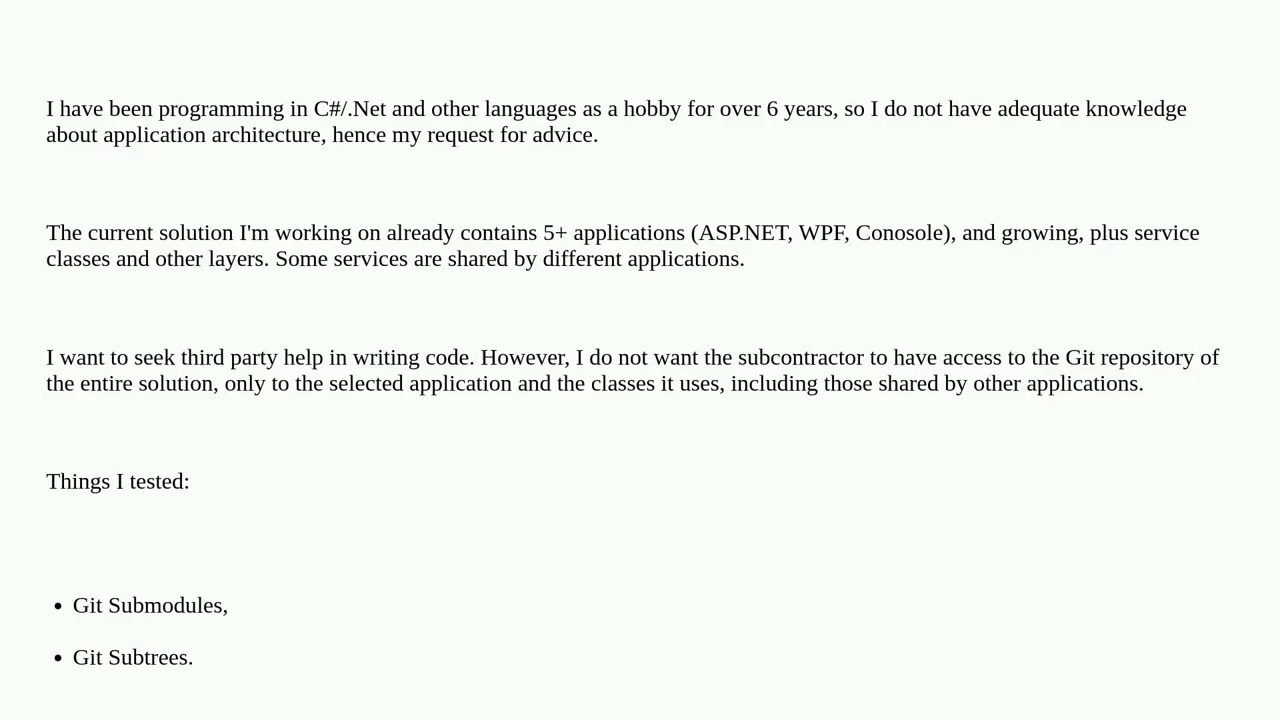 I have been programming in C#/.Net and other languages as a hobby for over 6 years, so I do not have adequate knowledge
about application architecture, hence my request for advice.
The current solution I'm working on already contains 5+ applications (ASP.NET, WPF, Conosole), and growing, plus service
classes and other layers. Some services are shared by different applications.
I want to seek third party help in writing code. However, I do not want the subcontractor to have access to the Git repository of
the entire solution, only to the selected application and the classes it uses, including those shared by other applications.
Things I tested:
• Git Submodules,
• Git Subtrees.